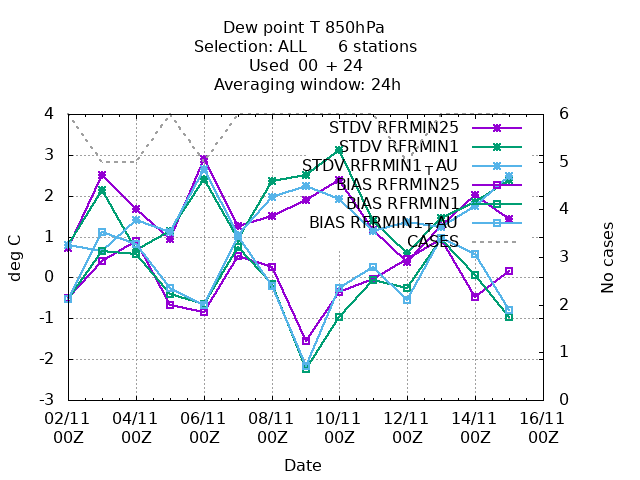 Dew point T 850hPa
Selection: ALL 6 stations
Used 00 + 24
Averaging window: 24h
4
3
2
1
0
-1
-2
-3
deg C
6
5
4
3
2
1
0
No cases
STDV RFRMIN25
STDV RFRMIN1
STDV RFRMIN1TAU
BIAS RFRMIN25
BIAS RFRMIN1
BIAS RFRMIN1TAU
CASES
02/11 04/11 06/11 08/11 10/11 12/11 14/11 16/11
00Z 00Z 00Z 00Z 00Z 00Z 00Z 00Z
Date